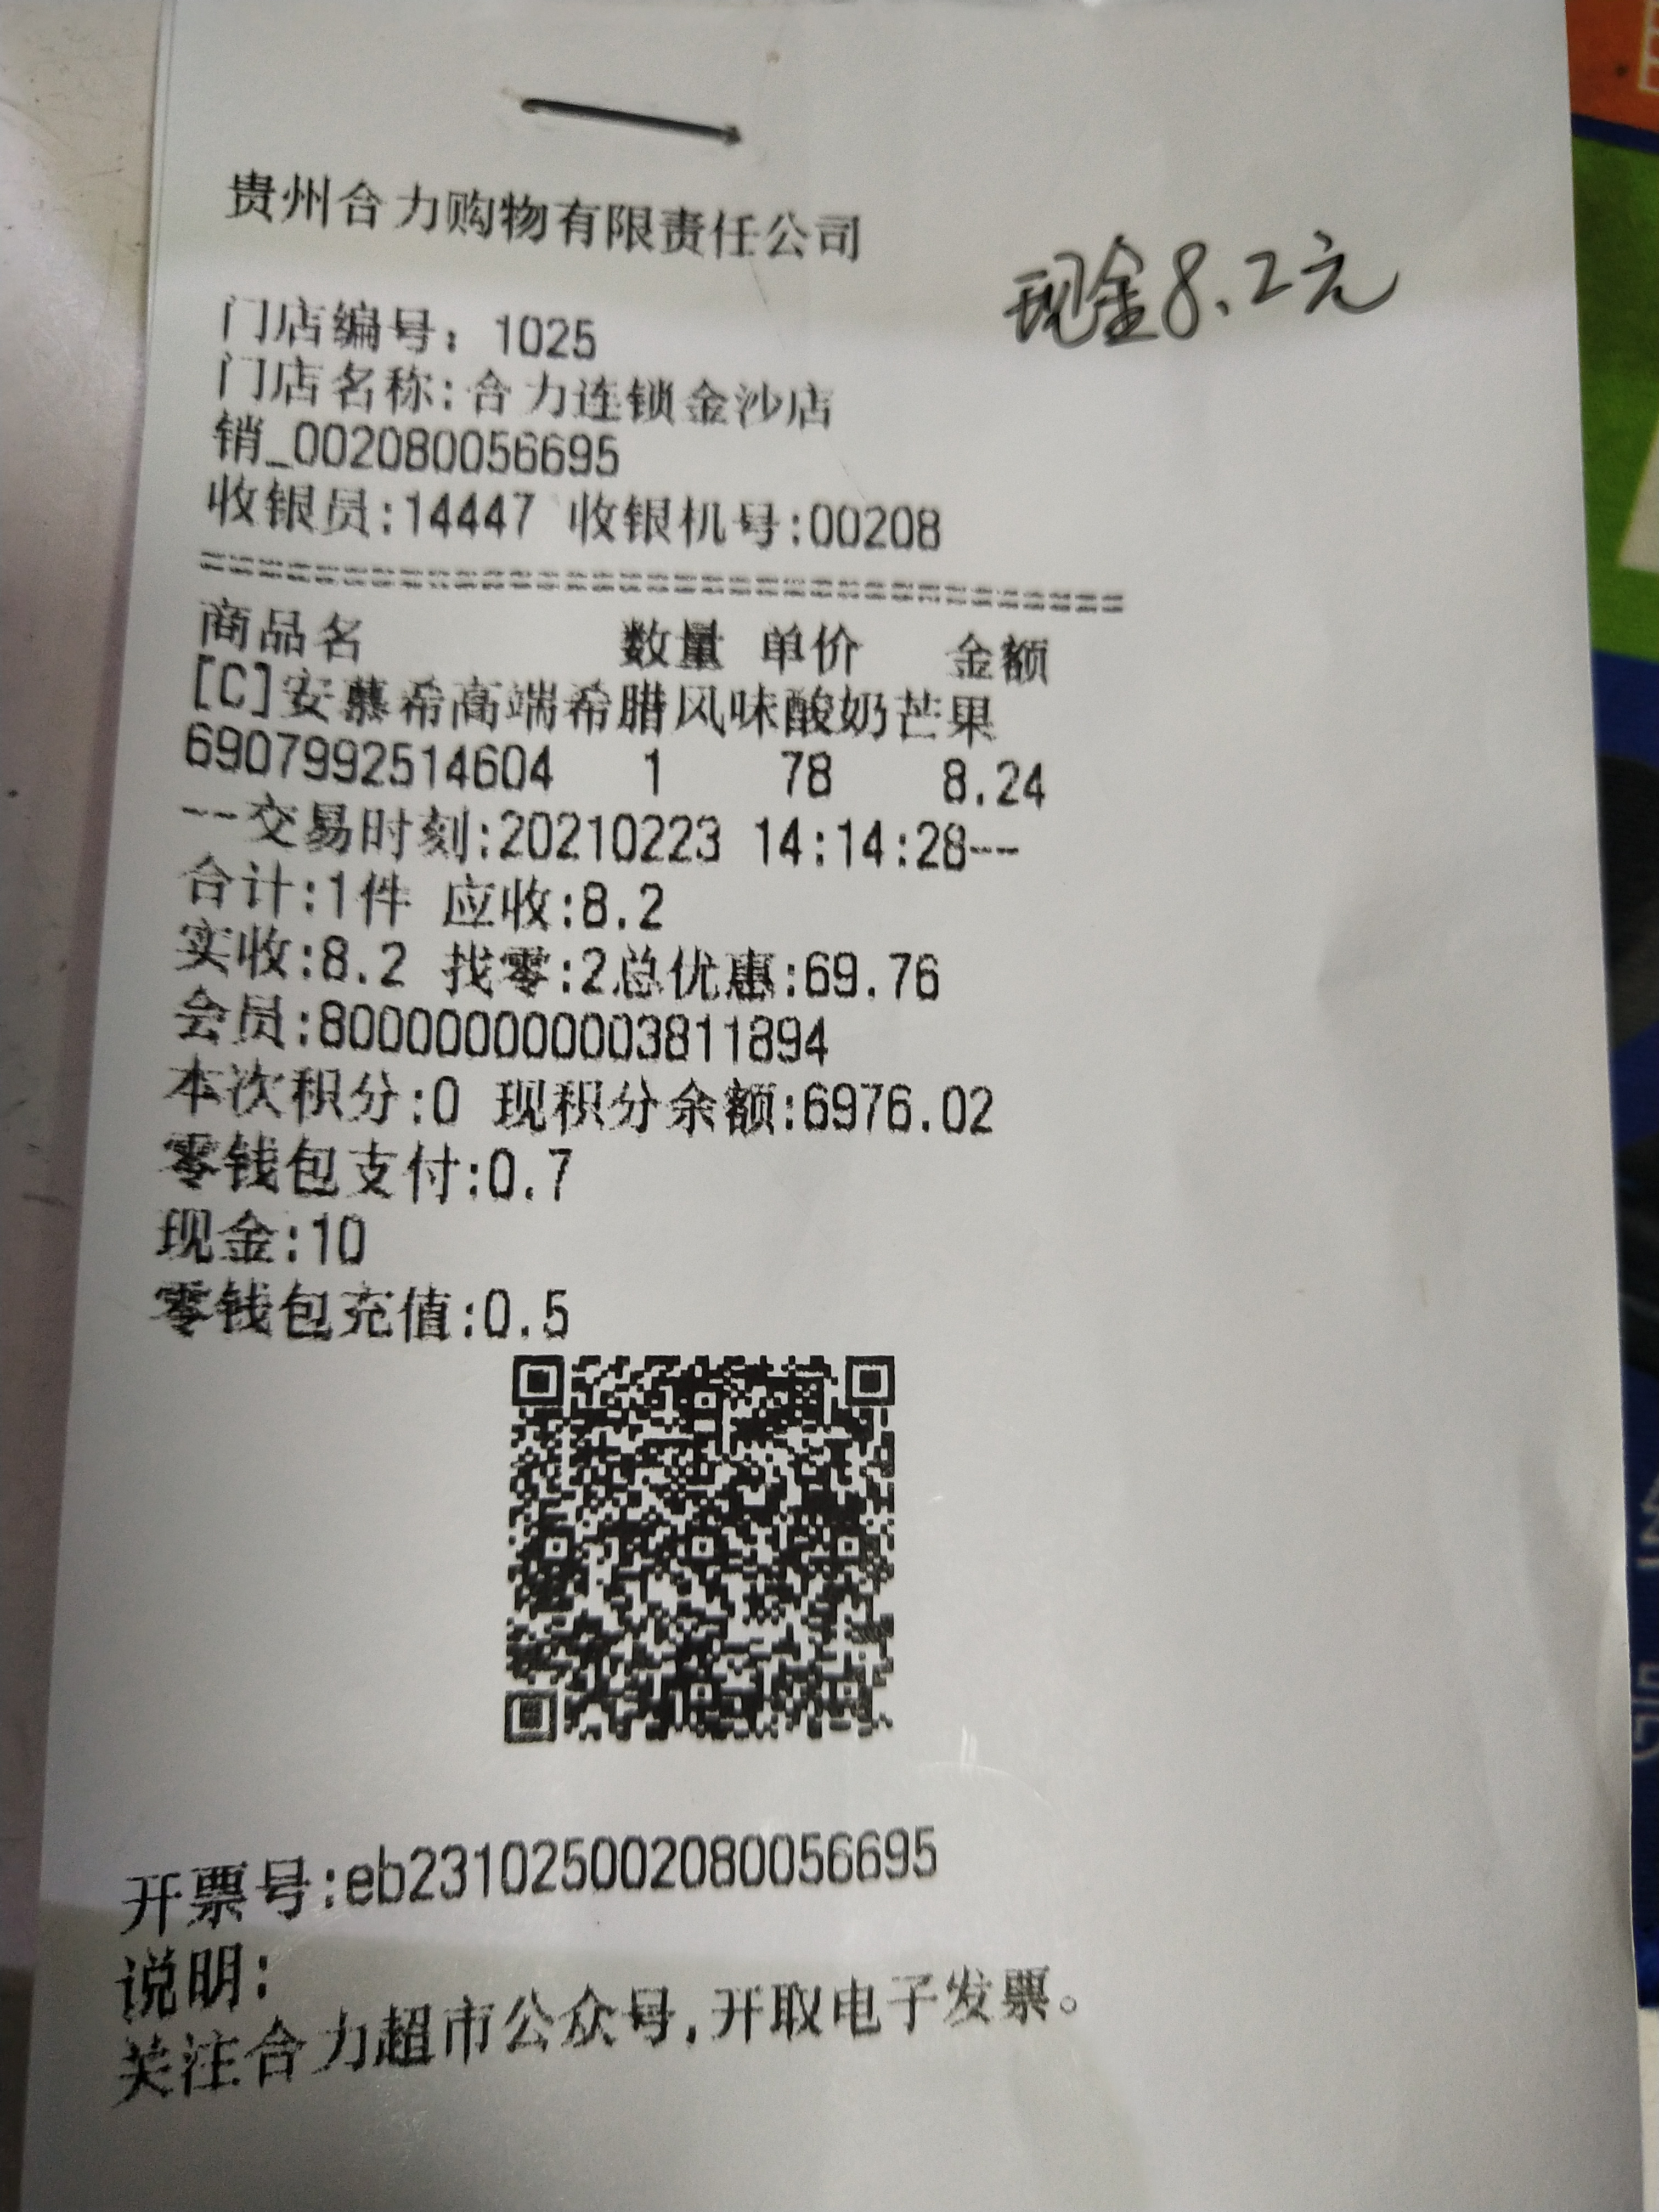 贵州合力购物有限责任公司
现金8.2元
门店编号：1025
门店名称:合力连锁金沙店
销_002080056695
收银员:14447 收银机号:00208
商品名 数量 单价 金额
[C]安慕希高端希腊风味酸奶芒果
6907992514604 1 78 8.24
--交易时刻:20210223 14:14:28--
合计:1件 应收:8.2
实收:8.2 找零:2总优惠:69.76
会员:8000000000003811894
本次积分:0 现积分余额:6976.02
零钱包支付:0.7
现金:10
零钱包充值:0.5
开票号:eb231025002080056695
说明:
关注合力超市公众号,开取电子发票。